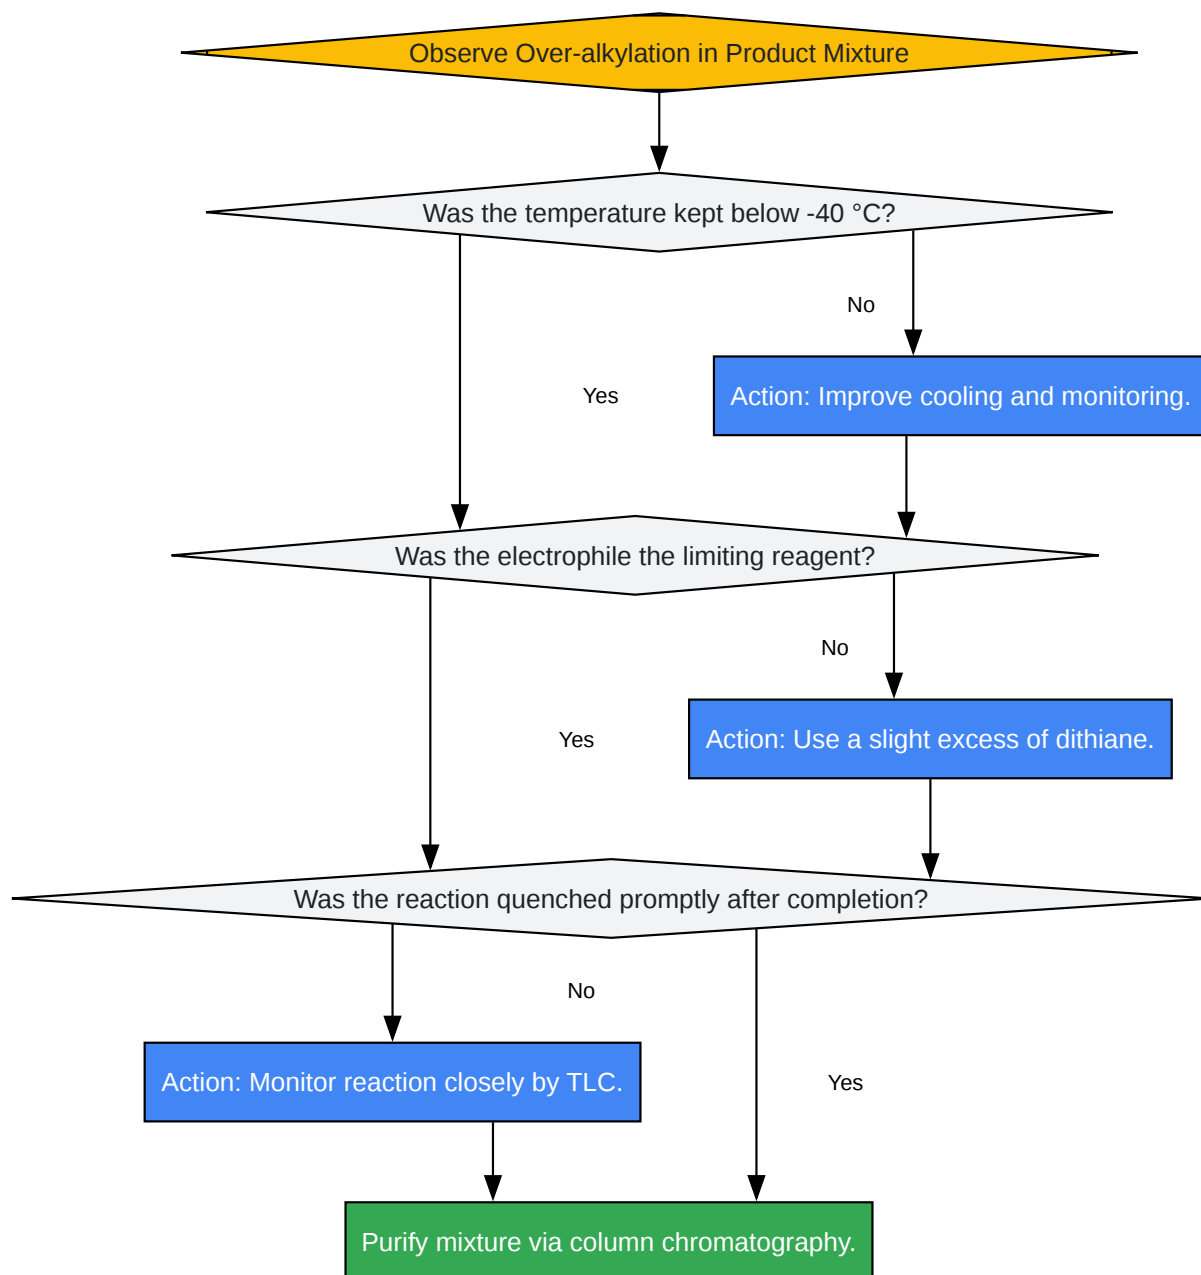 Observe Over-alkylation in Product Mixture
Was the temperature kept below -40 °C?
No
Yes
Action: Improve cooling and monitoring.
Was the electrophile the limiting reagent?
No
Yes
Action: Use a slight excess of dithiane.
Was the reaction quenched promptly after completion?
No
Action: Monitor reaction closely by TLC.
Yes
Purify mixture via column chromatography.